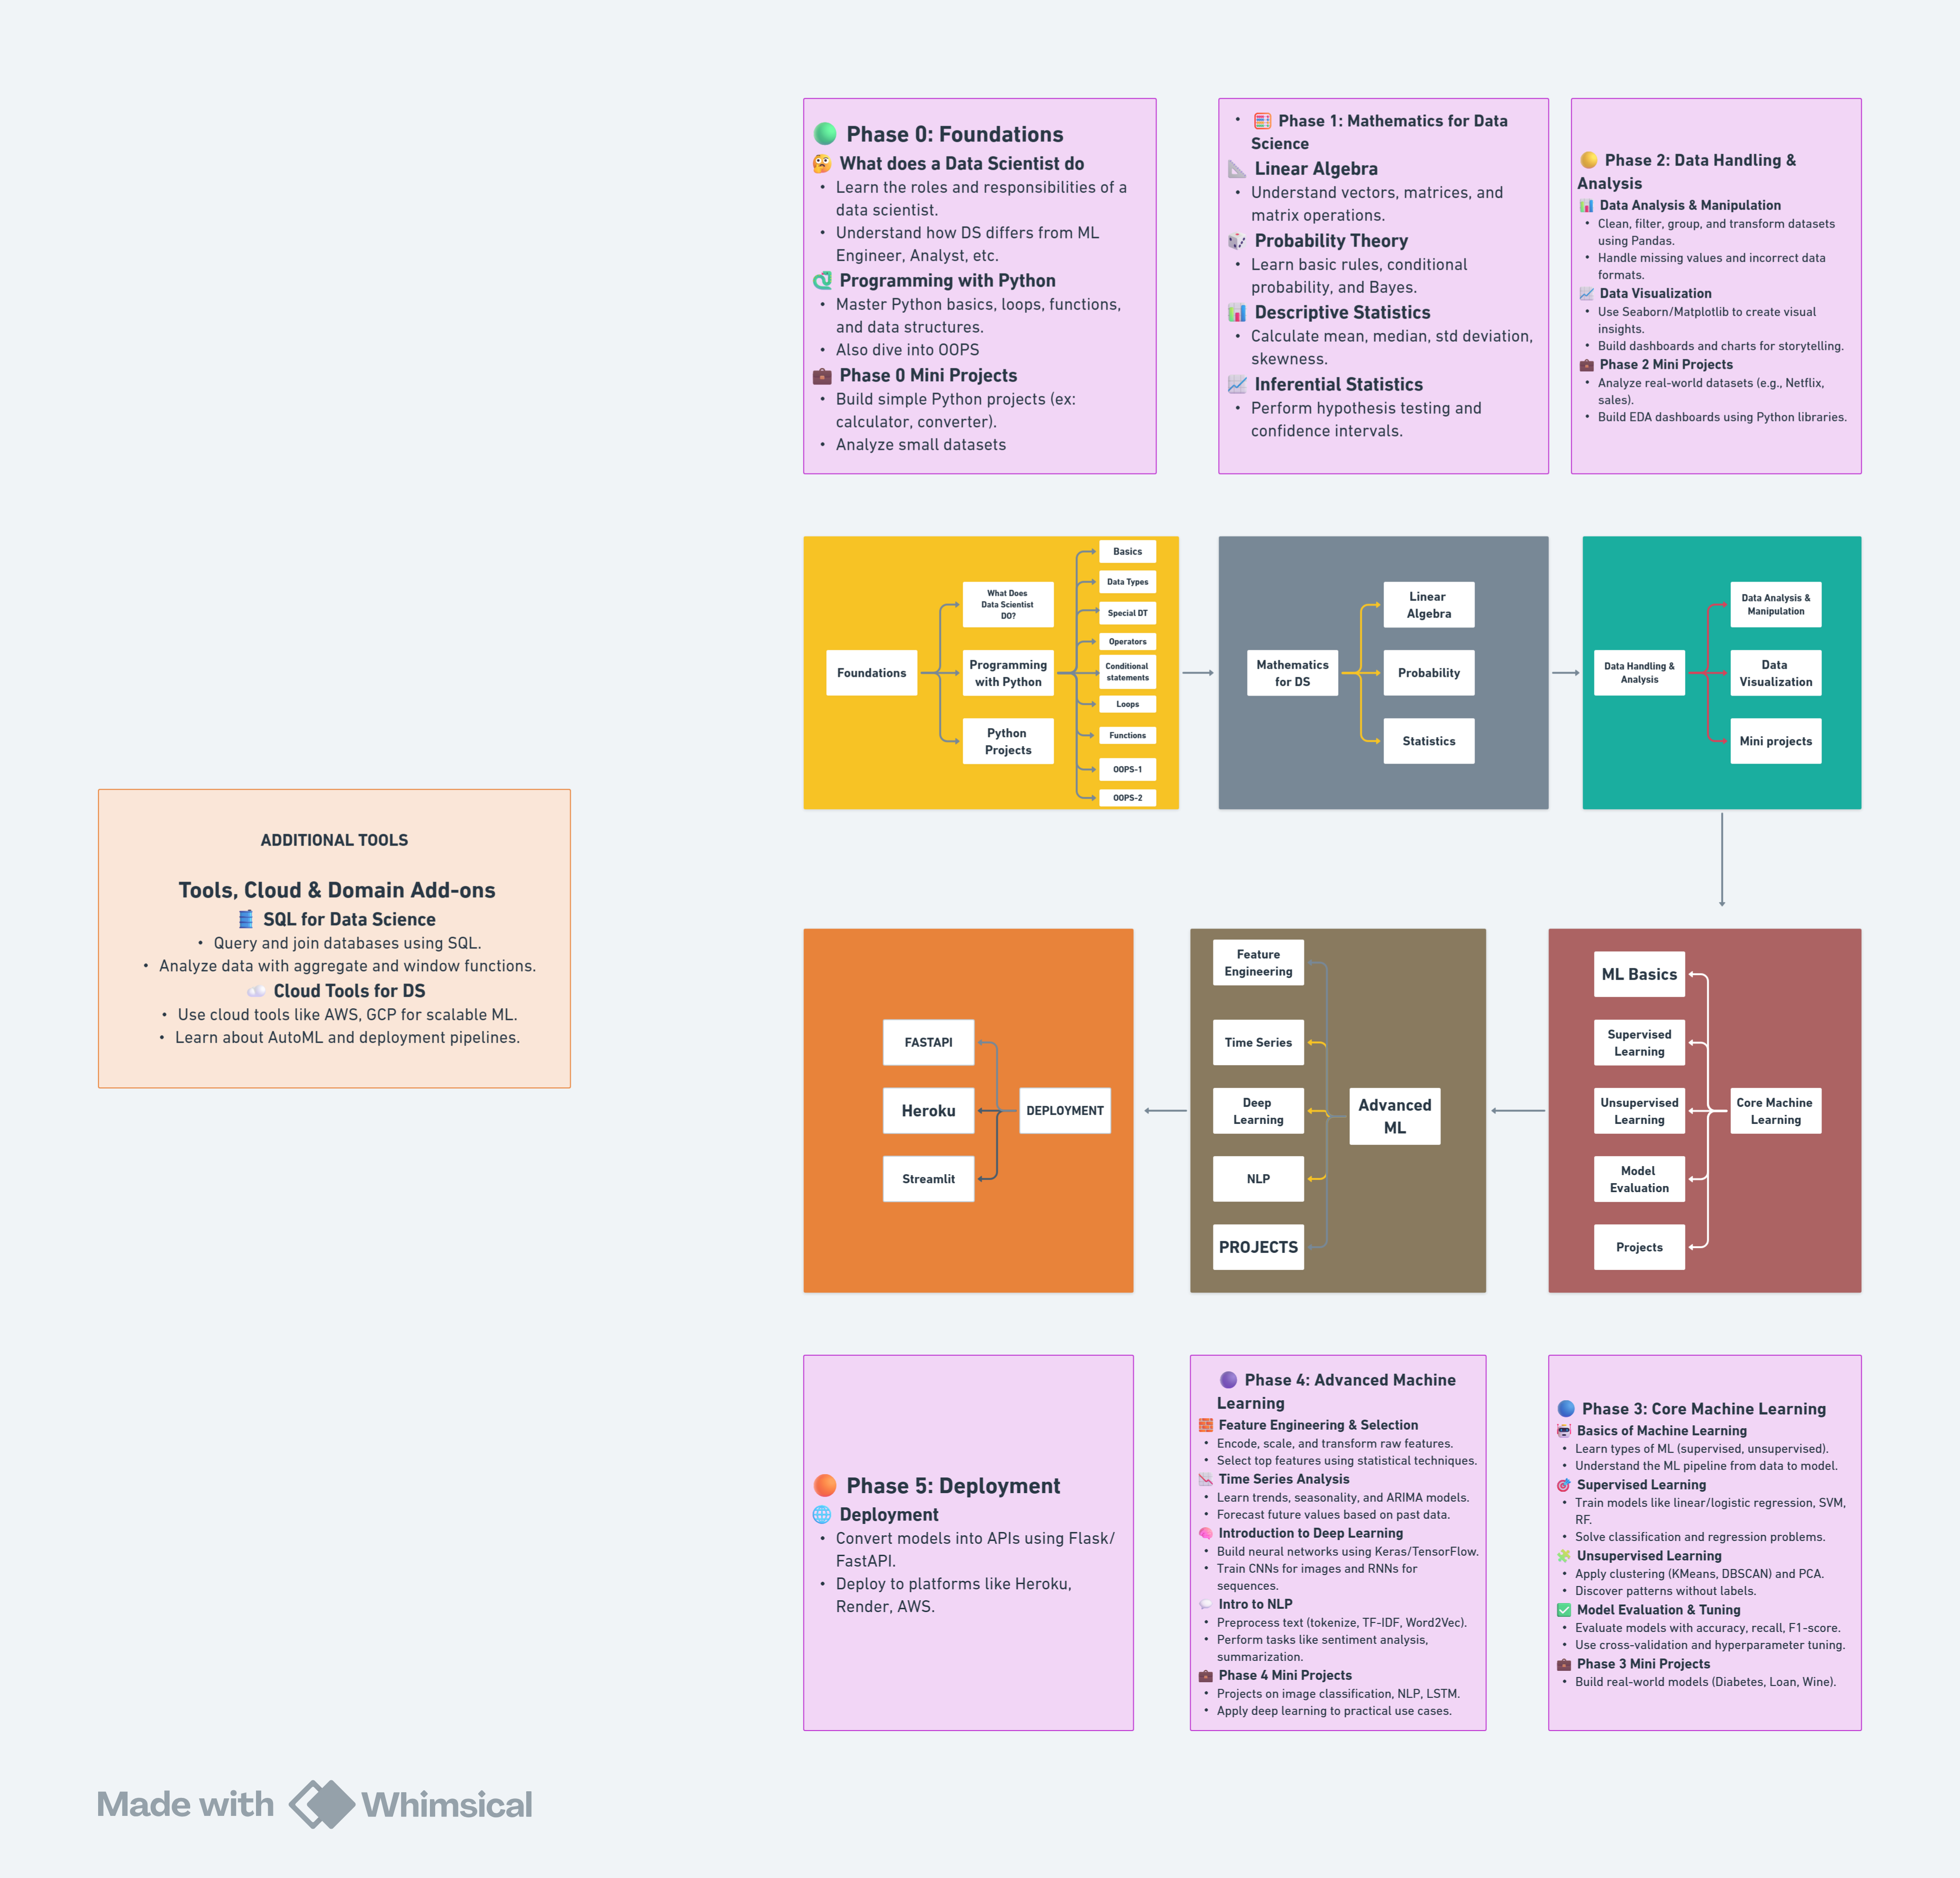 Phase 0: Foundations
What does a Data Scientist do
• Learn the roles and responsibilities of a
data scientist.
• Understand how DS differs from ML
Engineer, Analyst, etc.
Programming with Python
• Master Python basics, loops, functions,
and data structures.
• Also dive into OOPS
Phase 0 Mini Projects
• Build simple Python projects (ex:
calculator, converter).
• Analyze small datasets
• Phase 1: Mathematics for Data
Science
Linear Algebra
• Understand vectors, matrices, and
matrix operations.
Probability Theory
• Learn basic rules, conditional
probability, and Bayes.
Descriptive Statistics
• Calculate mean, median, std deviation,
skewness.
Inferential Statistics
• Perform hypothesis testing and
confidence intervals.
Phase 2: Data Handling &
Analysis
Data Analysis & Manipulation
• Clean, filter, group, and transform datasets
using Pandas.
• Handle missing values and incorrect data
formats.
Data Visualization
• Use Seaborn/Matplotlib to create visual
insights.
• Build dashboards and charts for storytelling.
Phase 2 Mini Projects
• Analyze real-world datasets (e.g., Netflix,
sales).
• Build EDA dashboards using Python libraries.
Foundations
What Does
Data Scientist
DO?
Programming
with Python
Python
Projects
Basics
Data Types
Special DT
Operators
Conditional
statements
Loops
Functions
OOPS-1
OOPS-2
Mathematics
for DS
Linear
Algebra
Probability
Statistics
Data Handling &
Analysis
Data Analysis &
Manipulation
Data
Visualization
Mini projects
ADDITIONAL TOOLS
Tools, Cloud & Domain Add-ons
SQL for Data Science
• Query and join databases using SQL.
• Analyze data with aggregate and window functions.
Cloud Tools for DS
• Use cloud tools like AWS, GCP for scalable ML.
• Learn about AutoML and deployment pipelines.
FASTAPI
Heroku
Streamlit
DEPLOYMENT
Feature
Engineering
Time Series
Deep
Learning
NLP
PROJECTS
Advanced
ML
ML Basics
Supervised
Learning
Unsupervised
Learning
Model
Evaluation
Projects
Core Machine
Learning
Phase 5: Deployment
Deployment
• Convert models into APIs using Flask/
FastAPI.
• Deploy to platforms like Heroku,
Render, AWS.
Phase 4: Advanced Machine
Learning
Feature Engineering & Selection
• Encode, scale, and transform raw features.
• Select top features using statistical techniques.
Time Series Analysis
• Learn trends, seasonality, and ARIMA models.
• Forecast future values based on past data.
Introduction to Deep Learning
• Build neural networks using Keras/TensorFlow.
• Train CNNs for images and RNNs for
sequences.
Intro to NLP
• Preprocess text (tokenize, TF-IDF, Word2Vec).
• Perform tasks like sentiment analysis,
summarization.
Phase 4 Mini Projects
• Projects on image classification, NLP, LSTM.
• Apply deep learning to practical use cases.
Phase 3: Core Machine Learning
Basics of Machine Learning
• Learn types of ML (supervised, unsupervised).
• Understand the ML pipeline from data to model.
Supervised Learning
• Train models like linear/logistic regression, SVM,
RF.
• Solve classification and regression problems.
Unsupervised Learning
• Apply clustering (KMeans, DBSCAN) and PCA.
• Discover patterns without labels.
Model Evaluation & Tuning
• Evaluate models with accuracy, recall, F1-score.
• Use cross-validation and hyperparameter tuning.
Phase 3 Mini Projects
• Build real-world models (Diabetes, Loan, Wine).
Made with Whimsical